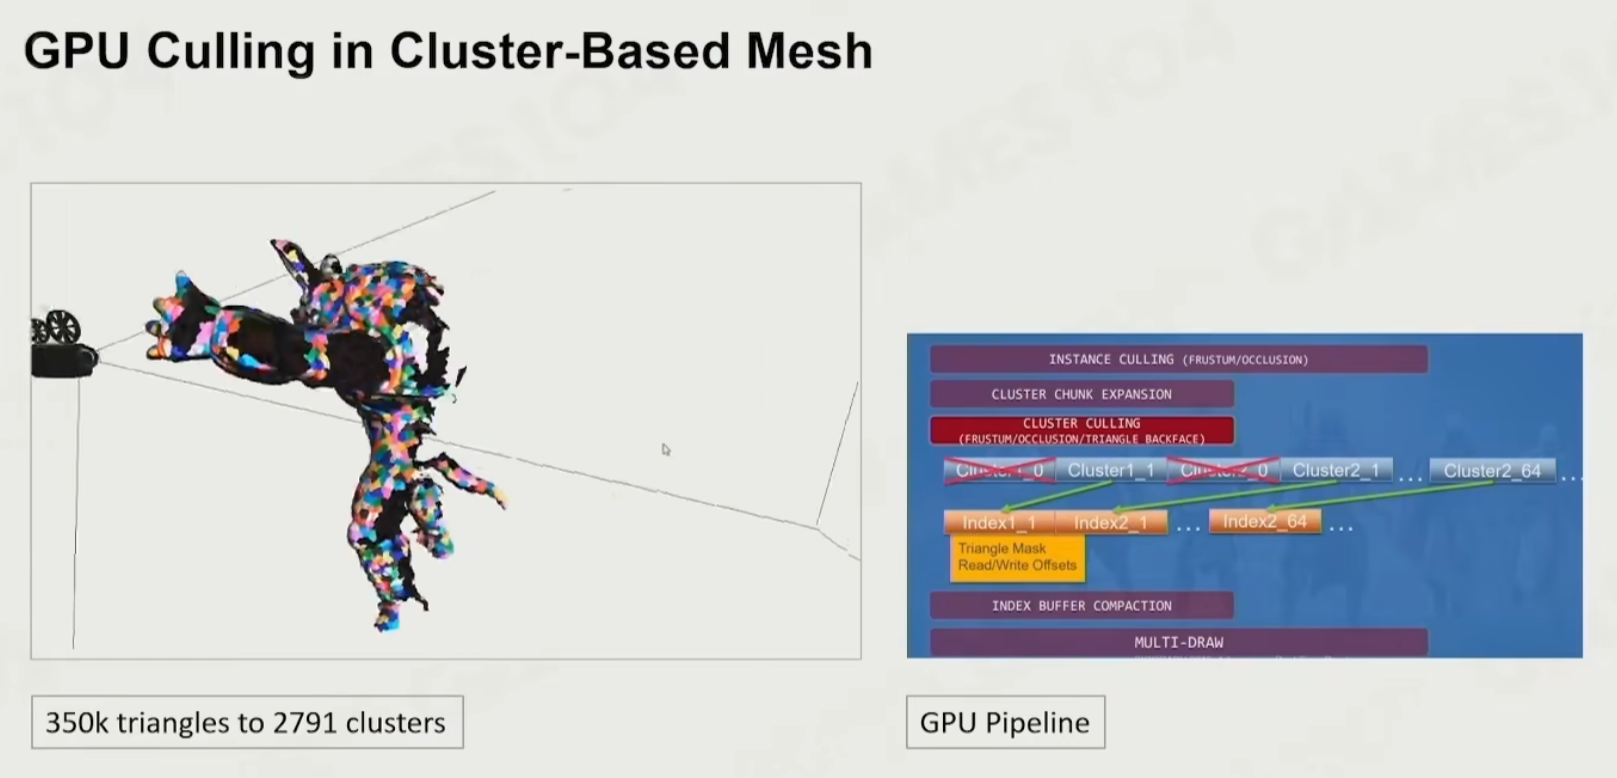 GPU Culling in Cluster-Based Mesh
350k triangles to 2791 clusters
INSTANCE CULLING (FRUSTUM/OCCLUSION)
CLUSTER CHUNK EXPANSION
CLUSTER CULLING
(FRUSTUM/OCCLUSION/TRIANGLE BACKFACE)
Cluster1_0 Cluster1_1 Cluster2_0 Cluster2_1 ... Cluster2_64 ...
Index1_1 Index2_1 ... Index2_64 ...
Triangle Mask
Read/Write Offsets
INDEX BUFFER COMPACTION
MULTI-DRAW
GPU Pipeline